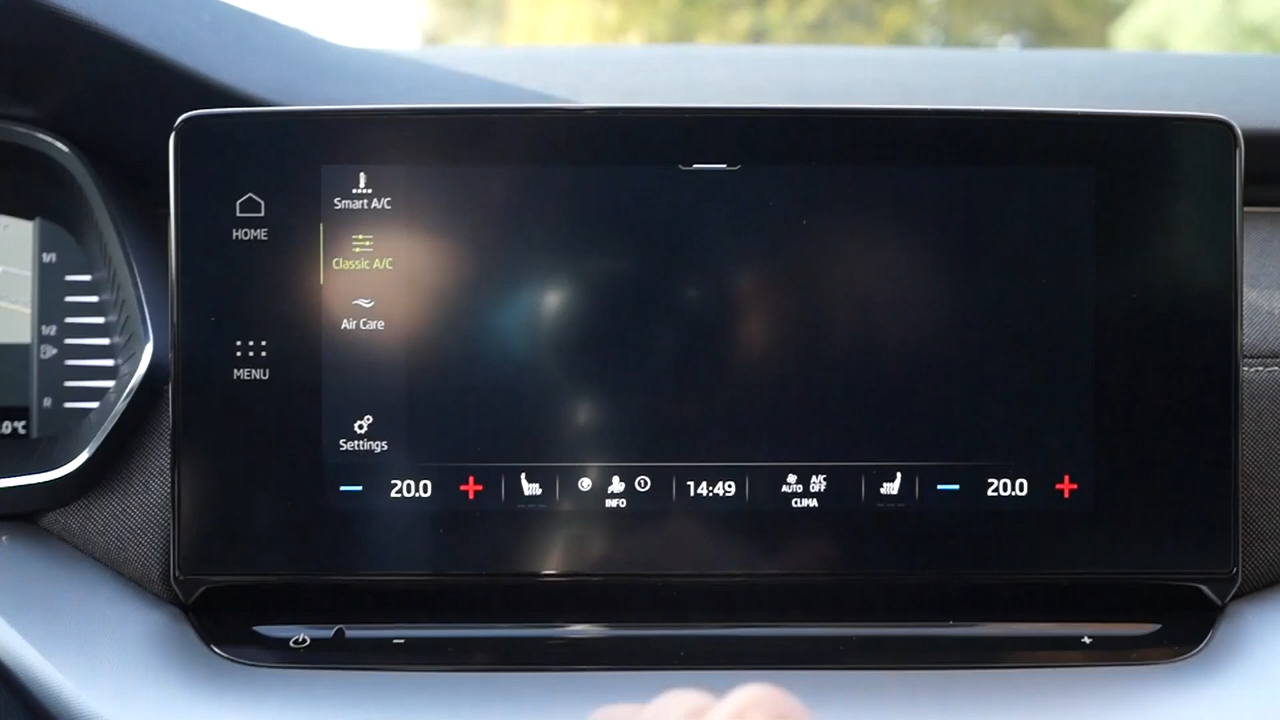 Smart A/C
HOME
Classic A/C
1/1
Air Care
1/2
MENU
R
.0°C
Settings
20.0
INFO
14:49
AUTO
A/C
OFF
CLIMA
20.0